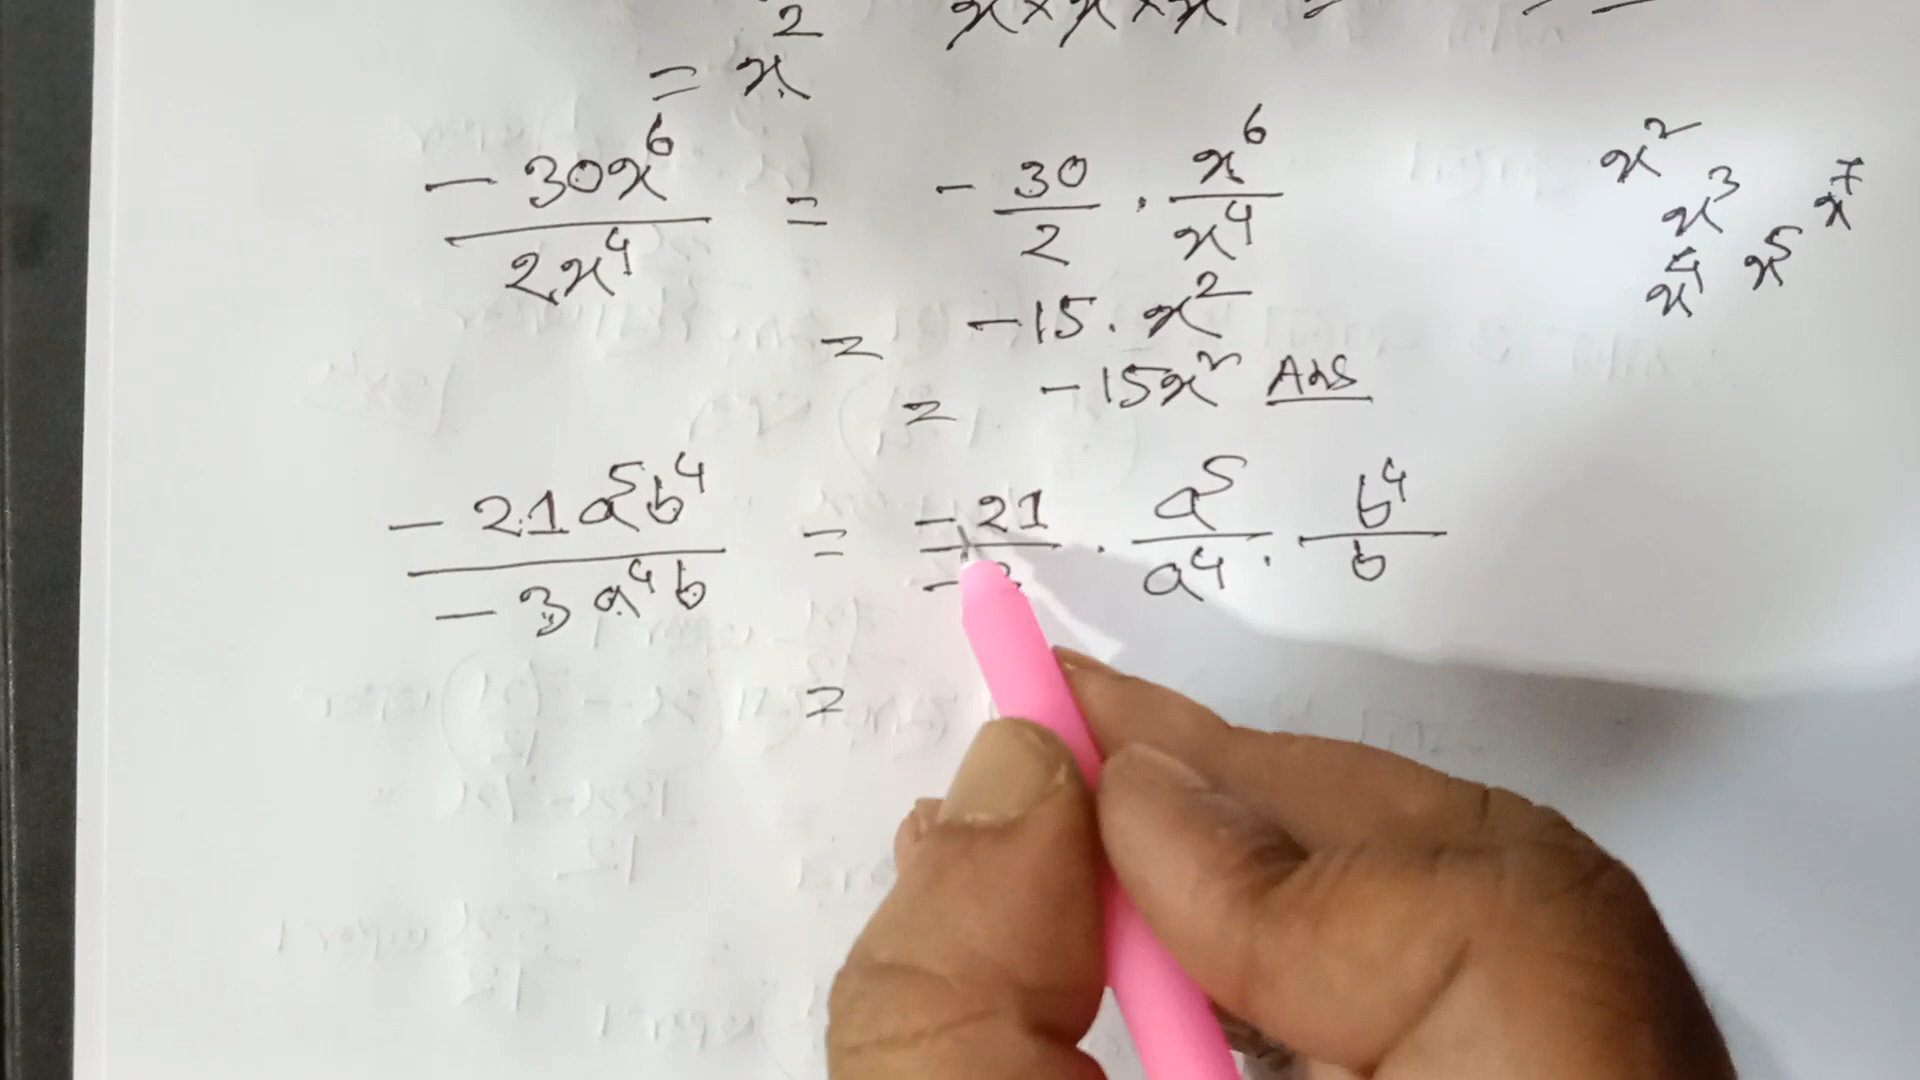 2 x×x×x =
= x
-30x⁶/2x⁴ = -30/2 · x⁶/x⁴ x² x³ x⁴ x⁵ x⁷
= -15 · x²
= -15x² Ans
-21a⁵b⁴/-3a⁴b = -21/- · a⁵/a⁴ · b⁴/b
=